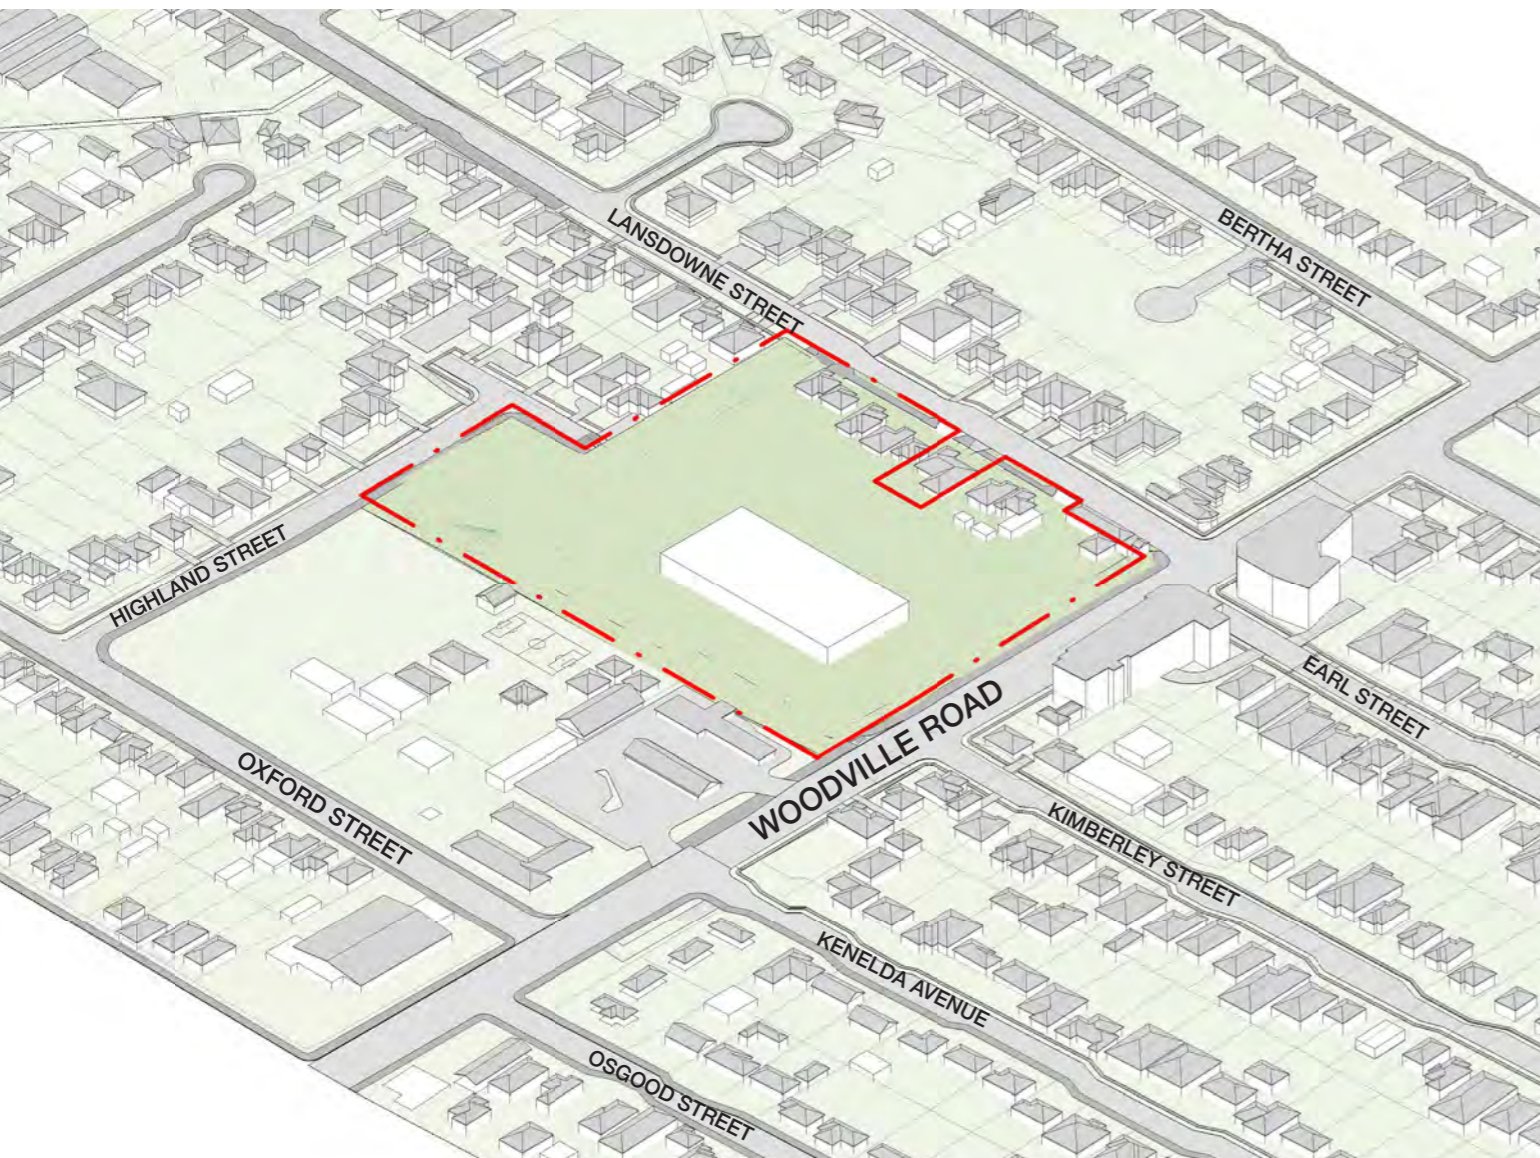 BERTHA STREET
LANSDOWNE STREET
HIGHLAND STREET
EARL STREET
WOODVILLE ROAD
OXFORD STREET
KIMBERLEY STREET
KENELDA AVENUE
OSGOOD STREET